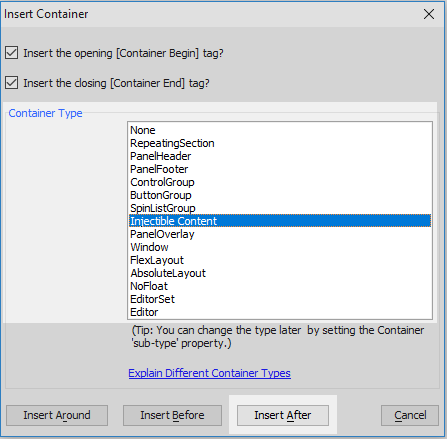 Insert Container
Insert the opening [Container Begin] tag?
Insert the closing [Container End] tag?
Container Type
None
RepeatingSection
PanelHeader
PanelFooter
ControlGroup
ButtonGroup
SpinListGroup
Injectible Content
PanelOverlay
Window
FlexLayout
AbsoluteLayout
NoFloat
EditorSet
Editor
(Tip: You can change the type later by setting the Container
'sub-type' property.)
Explain Different Container Types
Insert Around Insert Before Insert After Cancel